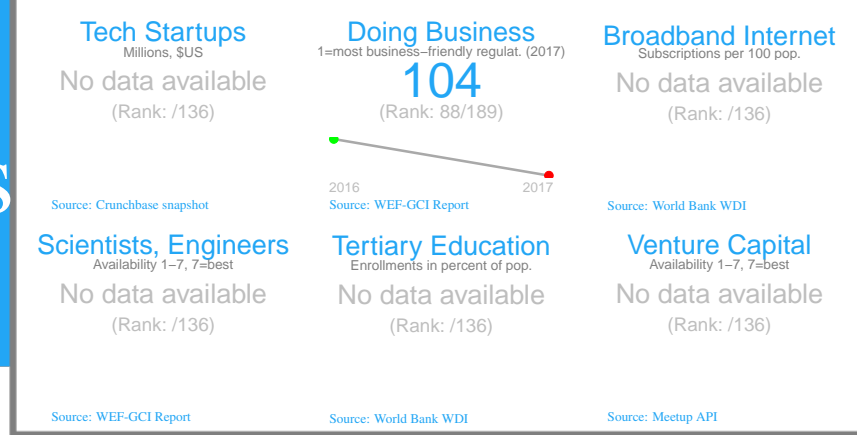 Tech Startups
Millions, $US
No data available
(Rank: /136)
Source: Crunchbase snapshot
Doing Business
1=most business−friendly regulat. (2017)
104
(Rank: 88/189)
2016 2017
Source: WEF-GCI Report
Broadband Internet
Subscriptions per 100 pop.
No data available
(Rank: /136)
Source: World Bank WDI
Scientists, Engineers
Availability 1−7, 7=best
No data available
(Rank: /136)
Source: WEF-GCI Report
Tertiary Education
Enrollments in percent of pop.
No data available
(Rank: /136)
Source: World Bank WDI
Venture Capital
Availability 1−7, 7=best
No data available
(Rank: /136)
Source: Meetup API